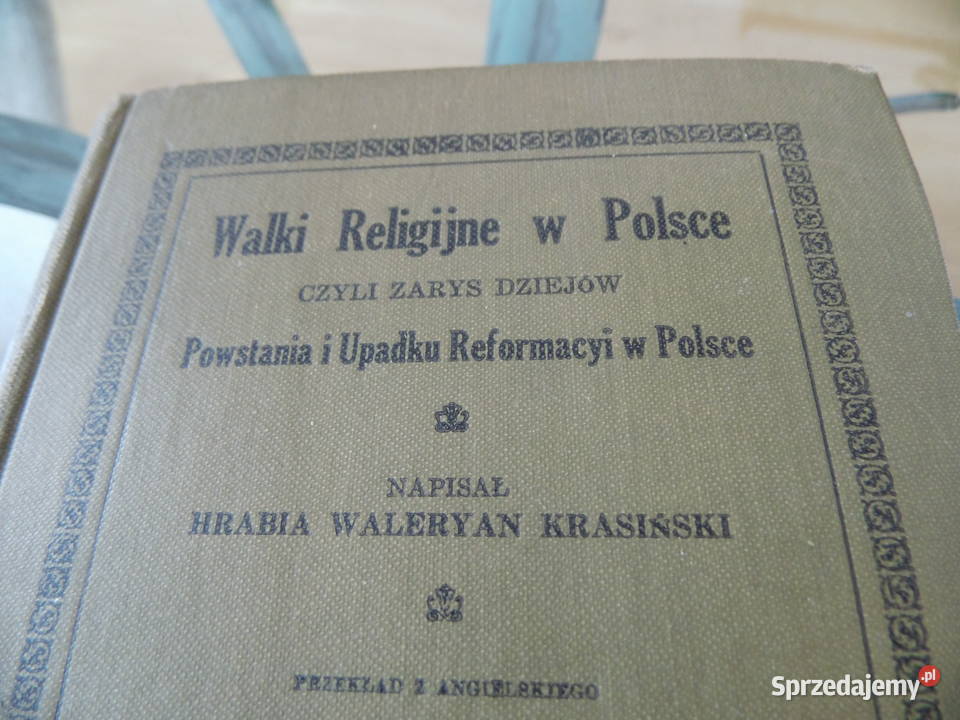 Walki Religijne w Polsce
CZYLI ZARYS DZIEJÓW
Powstania i Upadku Reformacyi w Polsce
NAPISAŁ
HRABIA WALERYAN KRASIŃSKI
PRZEKŁAD Z ANGIELSKIEGO
Sprzedajemy.pl